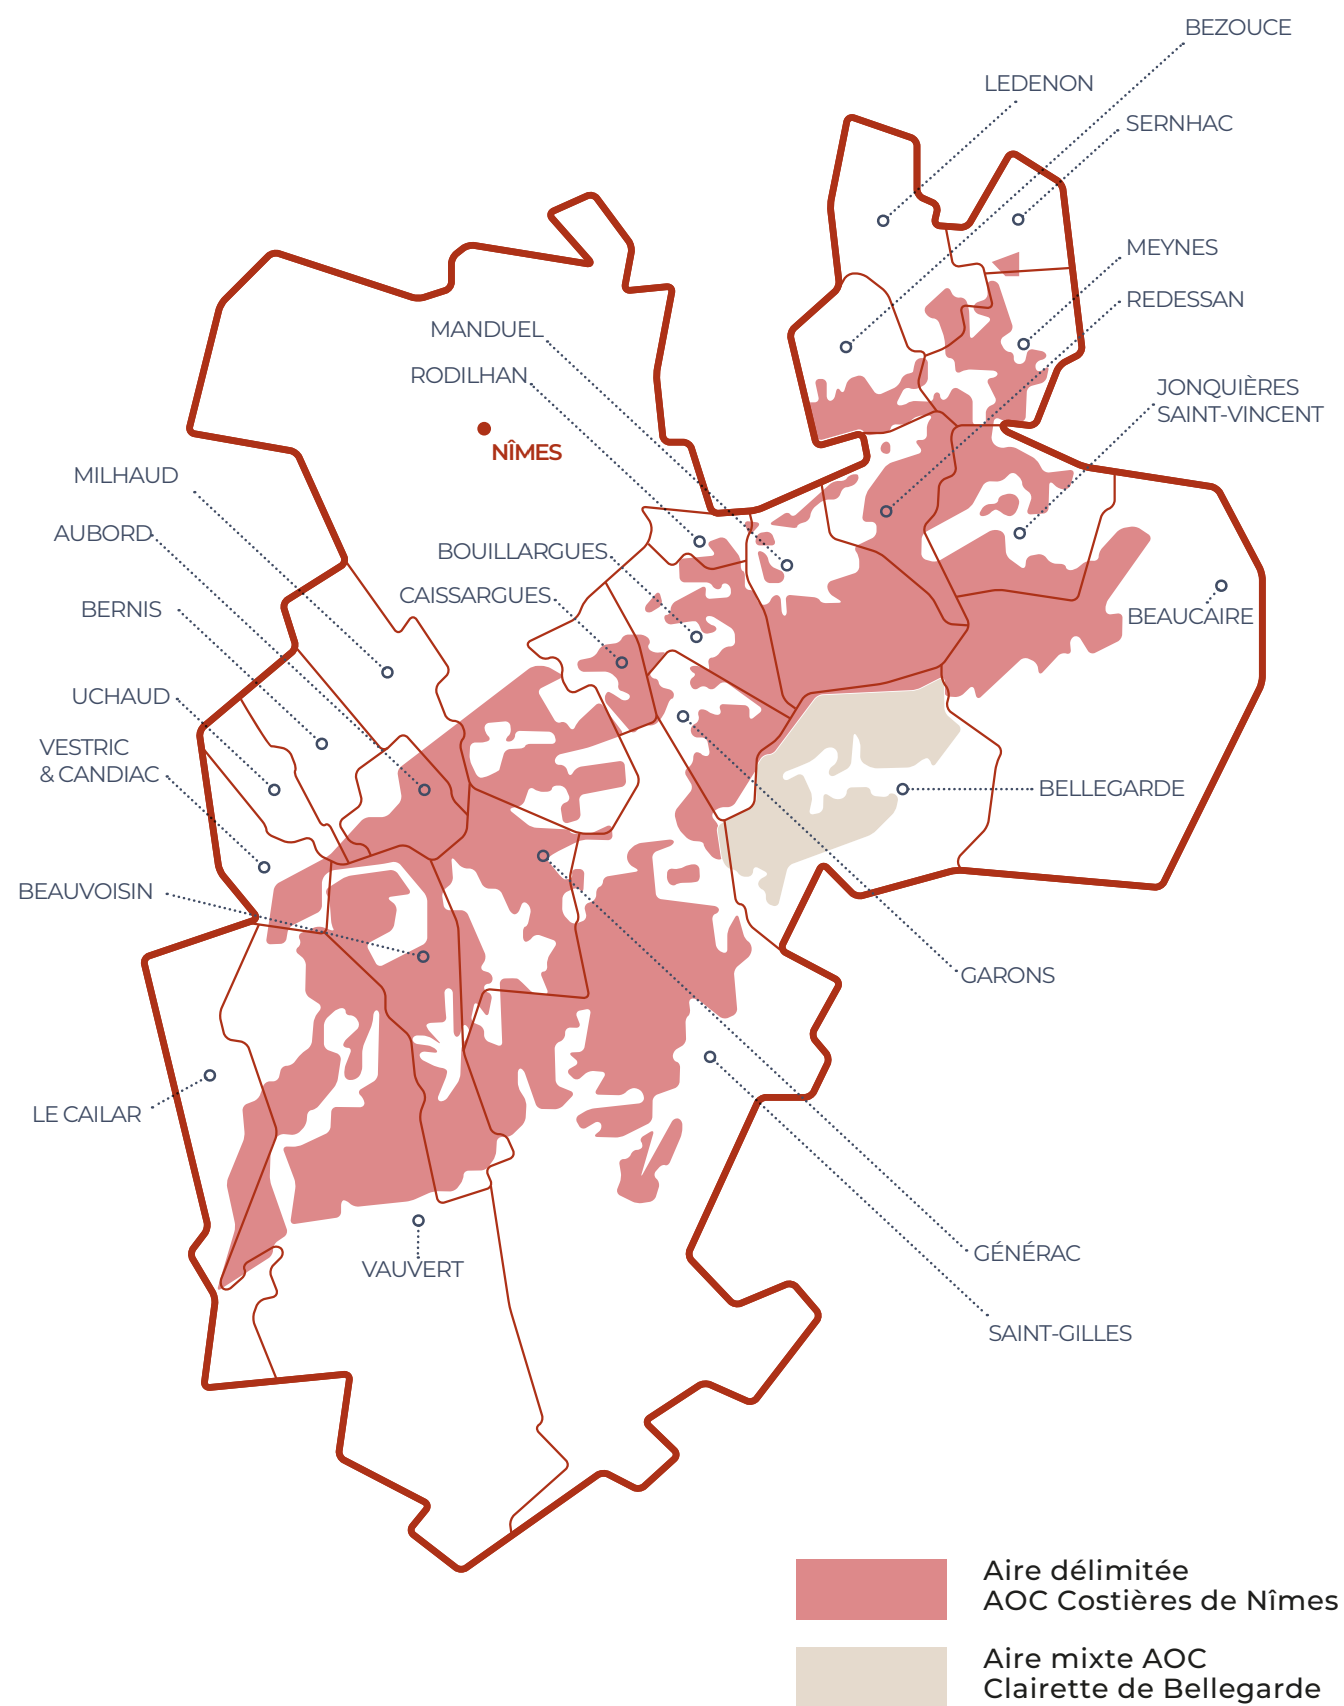 BEZOUCE
LEDENON
SERNHAC
MEYNES
REDESSAN
MANDUEL
RODILHAN
JONQUIÈRES
SAINT-VINCENT
NÎMES
MILHAUD
AUBORD
BOUILLARGUES
CAISSARGUES
BERNIS
BEAUCAIRE
UCHAUD
VESTRIC
& CANDIAC
BELLEGARDE
BEAUVOISIN
GARONS
LE CAILAR
GÉNÉRAC
VAUVERT
SAINT-GILLES
Aire délimitée
AOC Costières de Nîmes
Aire mixte AOC
Clairette de Bellegarde